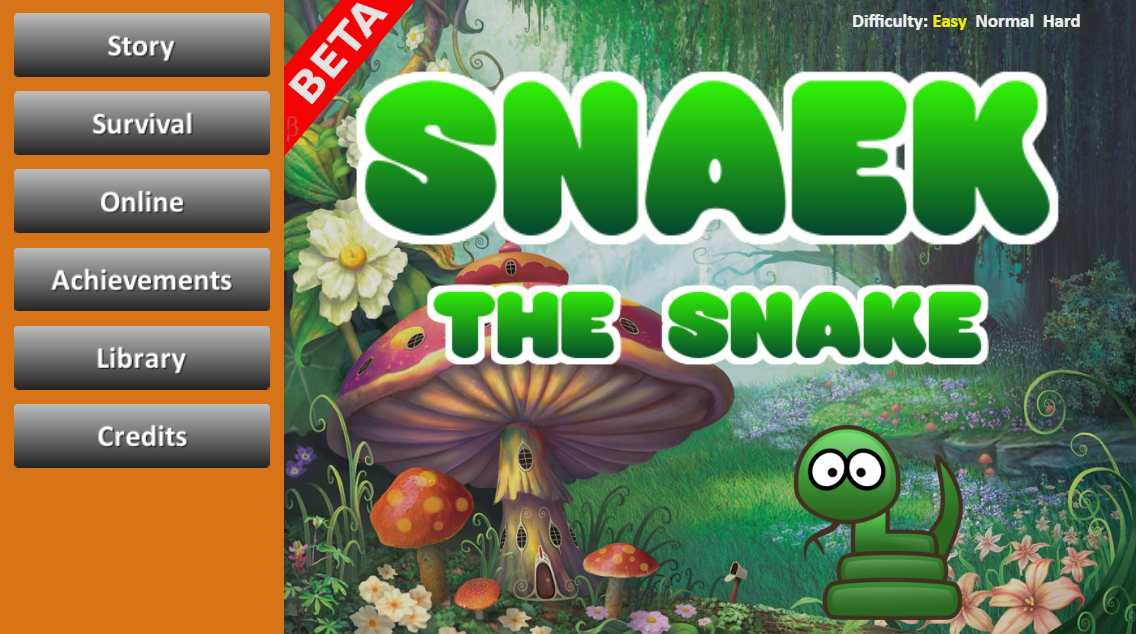 Story
Survival
Online
Achievements
Library
Credits
BETA
β
Difficulty: Easy Normal Hard
SNAEK
THE SNAKE